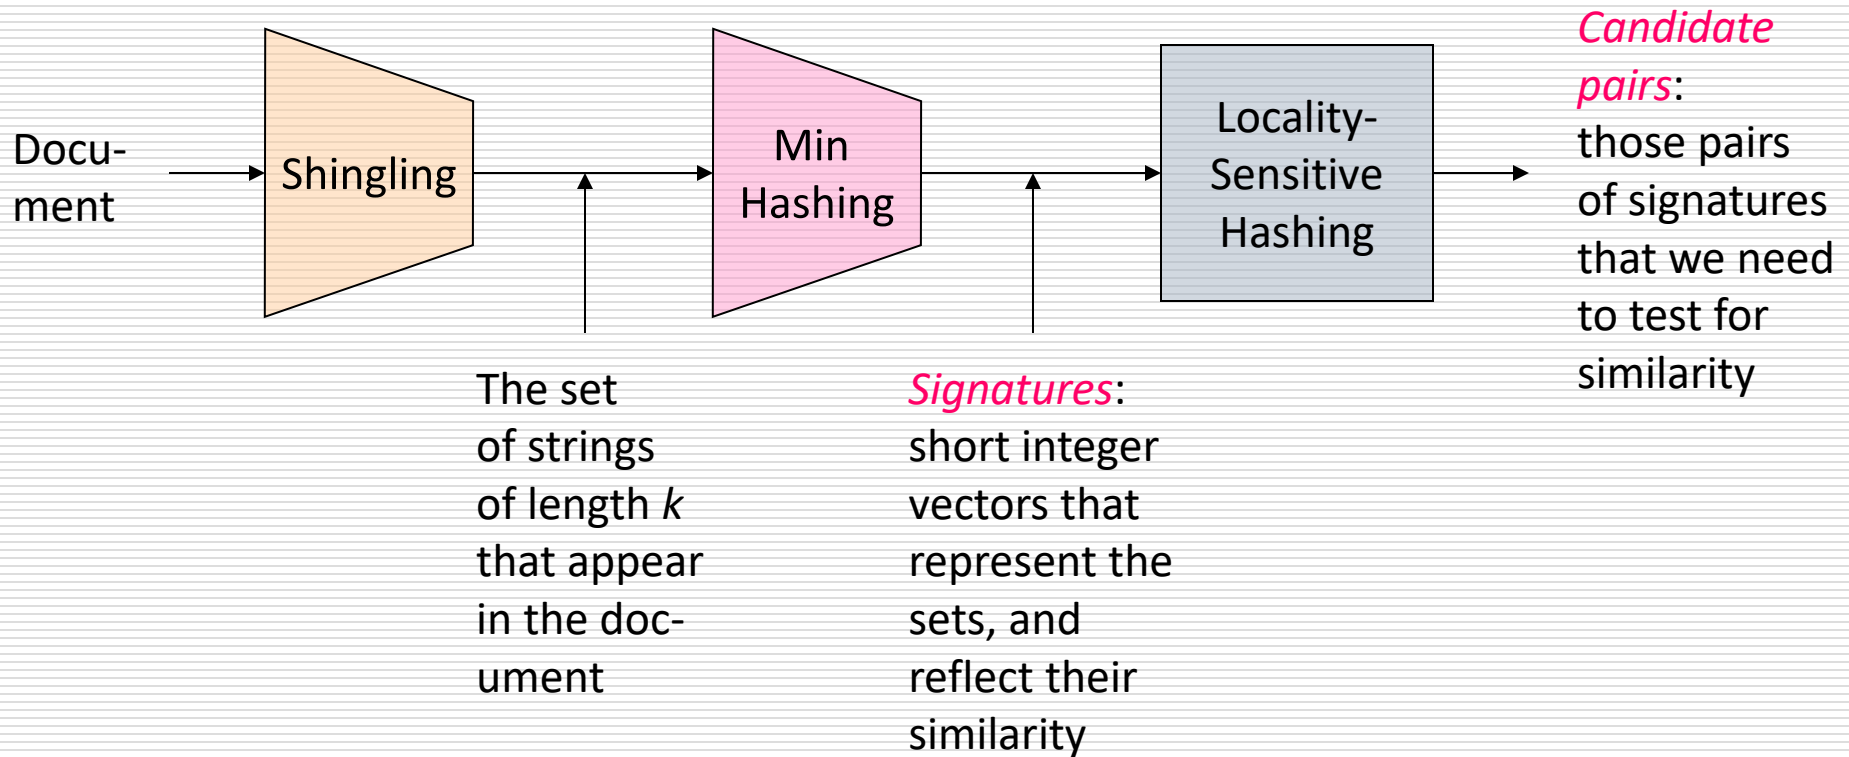 Docu-
ment
Shingling
The set
of strings
of length k
that appear
in the doc-
ument
Min
Hashing
Signatures:
short integer
vectors that
represent the
sets, and
reflect their
similarity
Locality-
Sensitive
Hashing
Candidate
pairs:
those pairs
of signatures
that we need
to test for
similarity